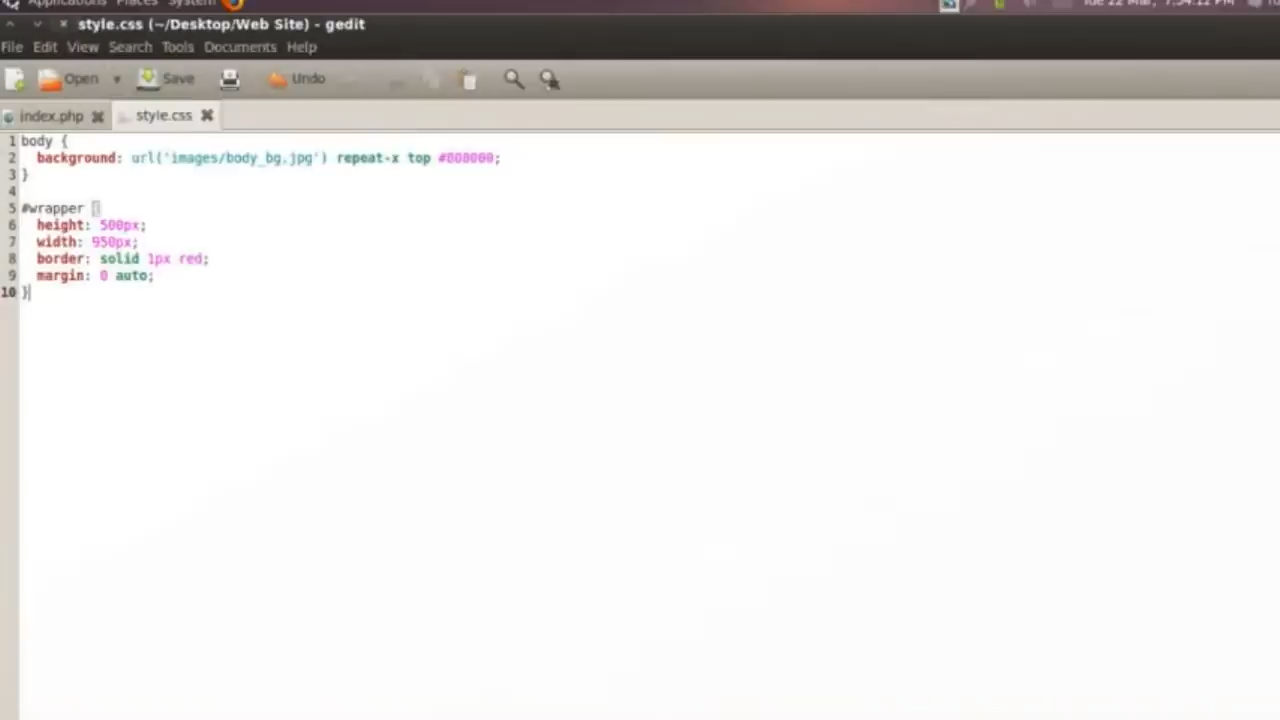 Applications Places System
style.css (~/Desktop/Web Site) - gedit
File Edit View Search Tools Documents Help
Open Save Undo
index.php style.css
1 body {
2 background: url('images/body_bg.jpg') repeat-x top #000000;
3 }
4
5 #wrapper {
6 height: 500px;
7 width: 950px;
8 border: solid 1px red;
9 margin: 0 auto;
10 }